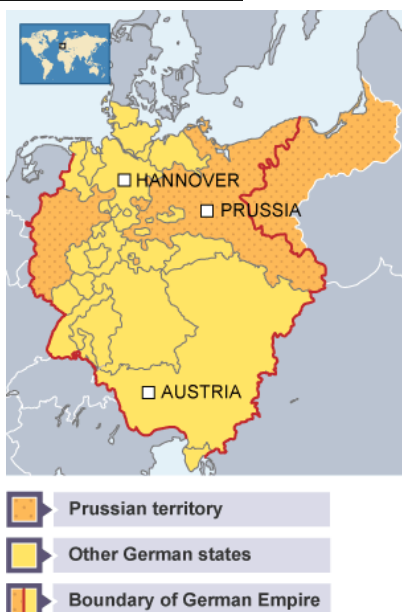 HANNOVER
PRUSSIA
AUSTRIA
Prussian territory
Other German states
Boundary of German Empire